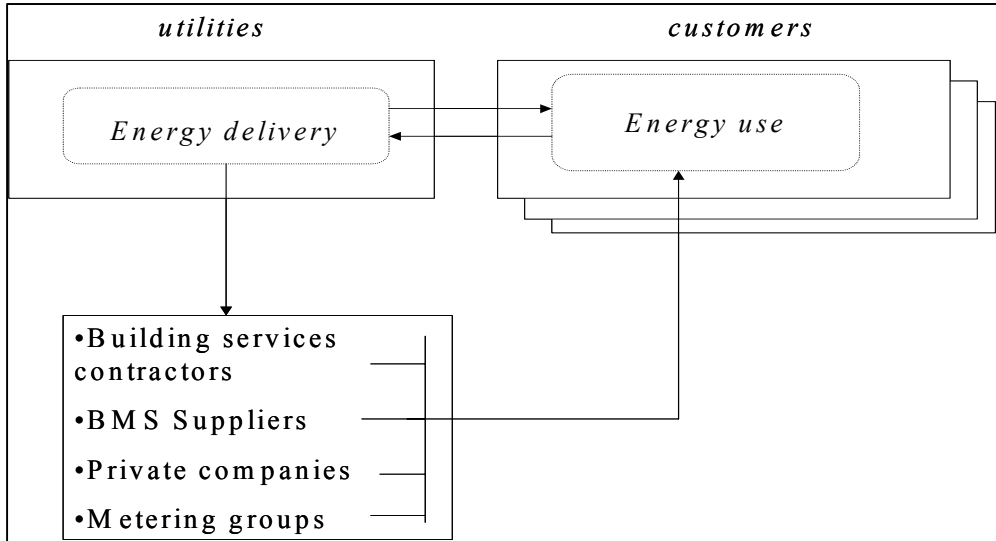 utilities
customers
Energy delivery
Energy use
•Building services
contractors
•BMS Suppliers
•Private companies
•Metering groups